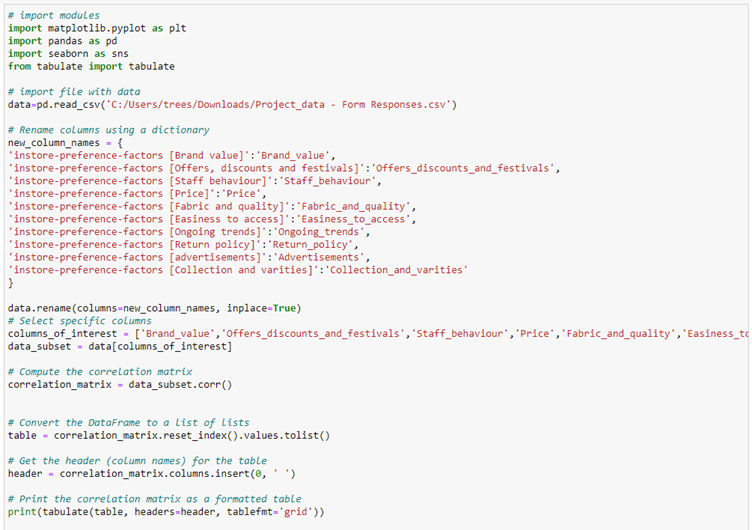 # import modules
import matplotlib.pyplot as plt
import pandas as pd
import seaborn as sns
from tabulate import tabulate
# import file with data
data=pd.read_csv('C:/Users/trees/Downloads/Project_data - Form Responses.csv')
# Rename columns using a dictionary
new_column_names = {
'instore-preference-factors [Brand value]':'Brand_value',
'instore-preference-factors [Offers, discounts and festivals]':'Offers_discounts_and_festivals',
'instore-preference-factors [Staff behaviour]':'Staff_behaviour',
'instore-preference-factors [Price]':'Price',
'instore-preference-factors [Fabric and quality]':'Fabric_and_quality',
'instore-preference-factors [Easiness to access]':'Easiness_to_access',
'instore-preference-factors [Ongoing trends]':'Ongoing_trends',
'instore-preference-factors [Return policy]':'Return_policy',
'instore-preference-factors [advertisements]':'Advertisements',
'instore-preference-factors [Collection and varities]':'Collection_and_varities'
}
data.rename(columns=new_column_names, inplace=True)
# Select specific columns
columns_of_interest = ['Brand_value','Offers_discounts_and_festivals','Staff_behaviour','Price','Fabric_and_quality','Easiness_to
data_subset = data[columns_of_interest]
# Compute the correlation matrix
correlation_matrix = data_subset.corr()
# Convert the DataFrame to a list of lists
table = correlation_matrix.reset_index().values.tolist()
# Get the header (column names) for the table
header = correlation_matrix.columns.insert(0, ' ')
# Print the correlation matrix as a formatted table
print(tabulate(table, headers=header, tablefmt='grid'))